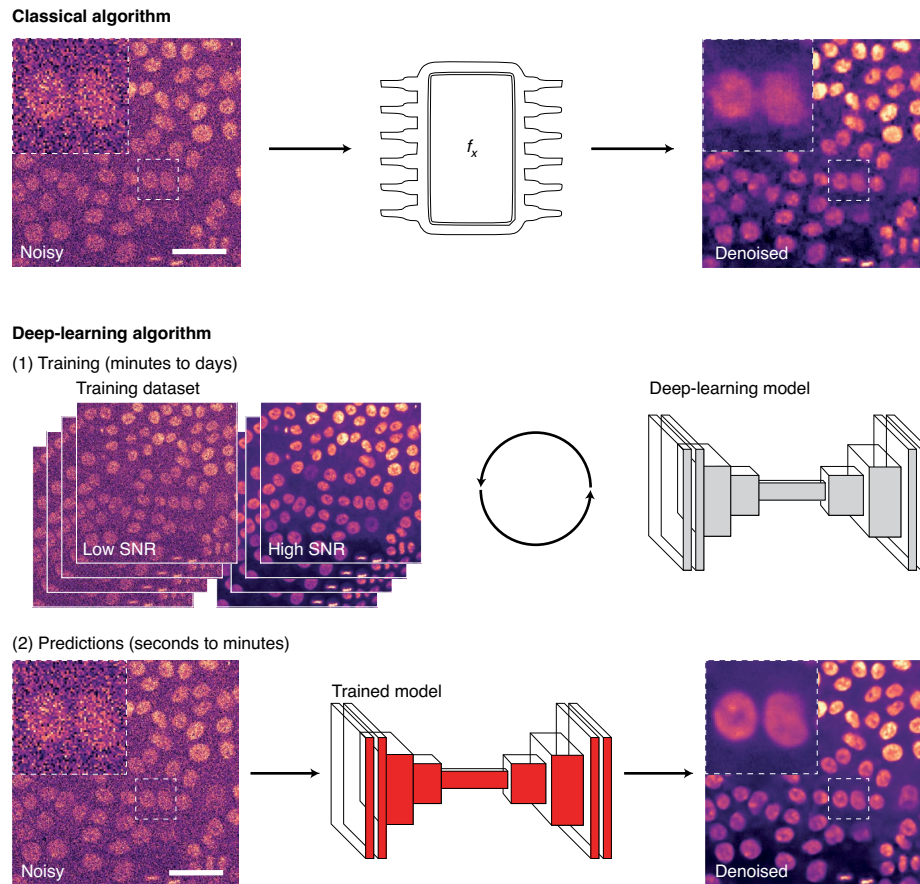 Classical algorithm
Noisy
fx
Denoised
Deep-learning algorithm
(1) Training (minutes to days)
Training dataset
Deep-learning model
Low SNR
High SNR
(2) Predictions (seconds to minutes)
Trained model
Noisy
Denoised